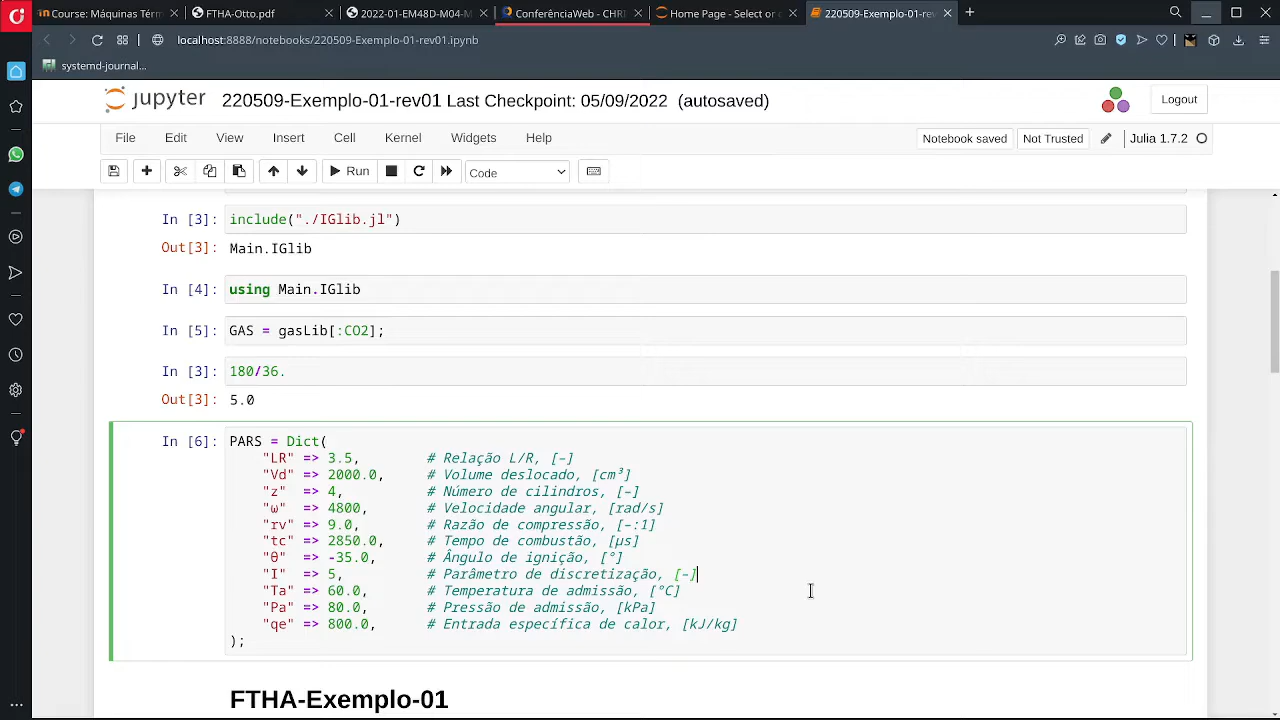 Course: Máquinas Térm
FTHA-Otto.pdf
2022-01-EM48D-M08-M
ConferênciaWeb - CHRI
Home Page - Select or c
220509-Exemplo-01-rev
localhost:8888/notebooks/220509-Exemplo-01-rev01.ipynb
systemd-journal...
jupyter 220509-Exemplo-01-rev01 Last Checkpoint: 05/09/2022 (autosaved)
Logout
File Edit View Insert Cell Kernel Widgets Help
Notebook saved Not Trusted Julia 1.7.2
Run Code
In [3]: include("./IGlib.jl")
Out[3]: Main.IGlib
In [4]: using Main.IGlib
In [5]: GAS = gasLib[:CO2];
In [3]: 180/36.
Out[3]: 5.0
In [6]: PARS = Dict(
"LR" => 3.5, # Relação L/R, [-]
"Vd" => 2000.0, # Volume deslocado, [cm³]
"z" => 4, # Número de cilindros, [-]
"ω" => 4800, # Velocidade angular, [rad/s]
"rv" => 9.0, # Razão de compressão, [-:1]
"tc" => 2850.0, # Tempo de combustão, [μs]
"θ" => -35.0, # Ângulo de ignição, [°]
"I" => 5, # Parâmetro de discretização, [-]
"Ta" => 60.0, # Temperatura de admissão, [°C]
"Pa" => 80.0, # Pressão de admissão, [kPa]
"qe" => 800.0, # Entrada específica de calor, [kJ/kg]
);
FTHA-Exemplo-01